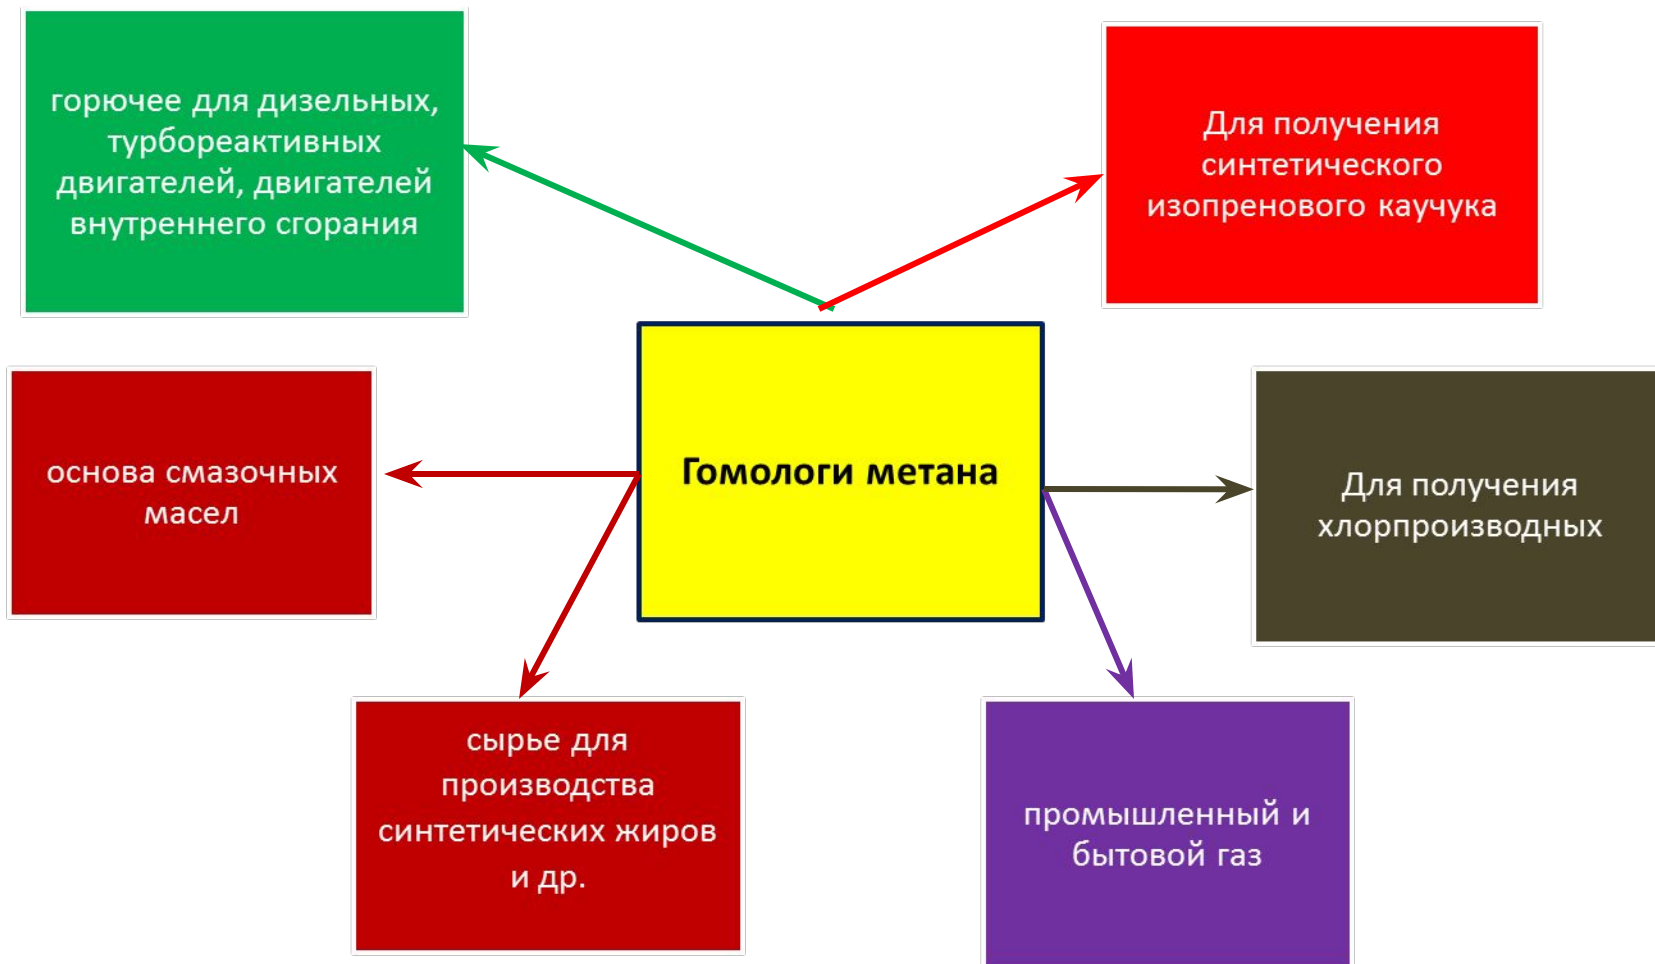 горючее для дизельных,
турбореактивных
двигателей, двигателей
внутреннего сгорания
Для получения
синтетического
изопренового каучука
основа смазочных
масел
Гомологи метана
Для получения
хлорпроизводных
сырье для
производства
синтетических жиров
и др.
промышленный и
бытовой газ